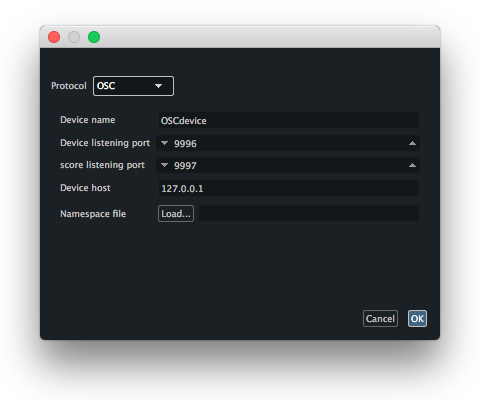 Protocol OSC
Device name OSCdevice
Device listening port 9996
score listening port 9997
Device host 127.0.0.1
Namespace file Load...
Cancel OK